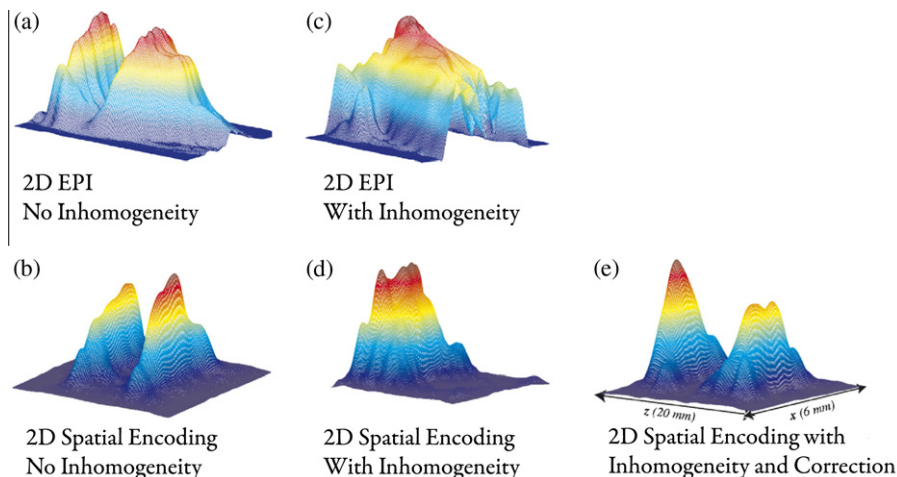 (a)
2D EPI
No Inhomogeneity
(c)
2D EPI
With Inhomogeneity
(b)
2D Spatial Encoding
No Inhomogeneity
(d)
2D Spatial Encoding
With Inhomogeneity
(e)
z (20 mm)
x (6 mm)
2D Spatial Encoding with
Inhomogeneity and Correction